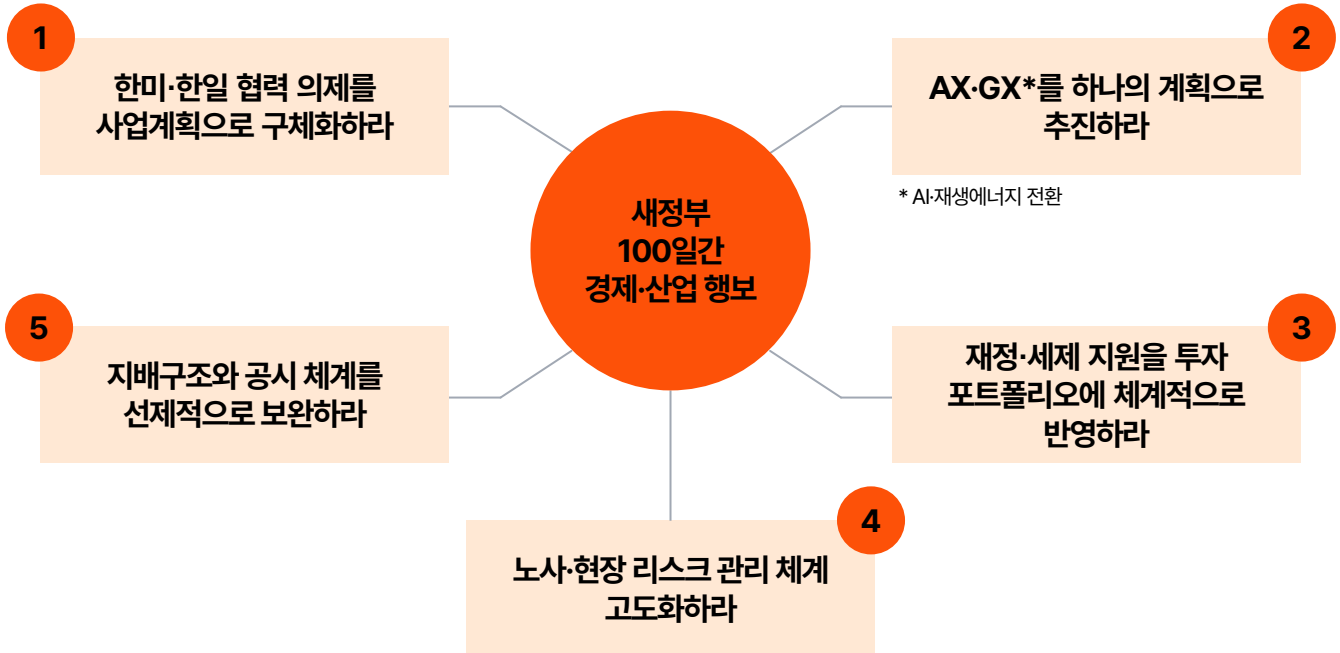 새정부
100일간
경제·산업 행보
1
한미·한일 협력 의제를
사업계획으로 구체화하라
2
AX·GX*를 하나의 계획으로
추진하라
* AI·재생에너지 전환
3
재정·세제 지원을 투자
포트폴리오에 체계적으로
반영하라
4
노사·현장 리스크 관리 체계
고도화하라
5
지배구조와 공시 체계를
선제적으로 보완하라